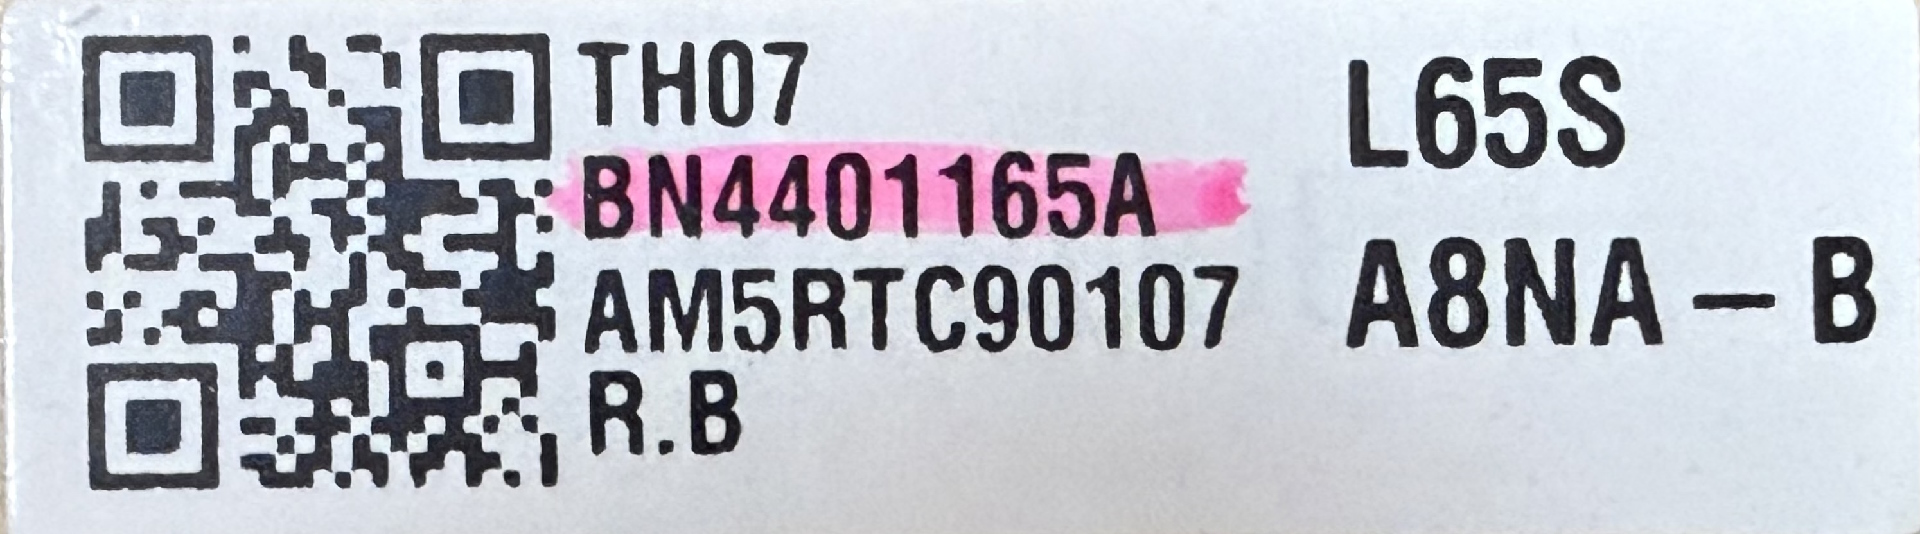 TH07
BN4401165A
AM5RTC90107
R.B
L65S
A8NA - B